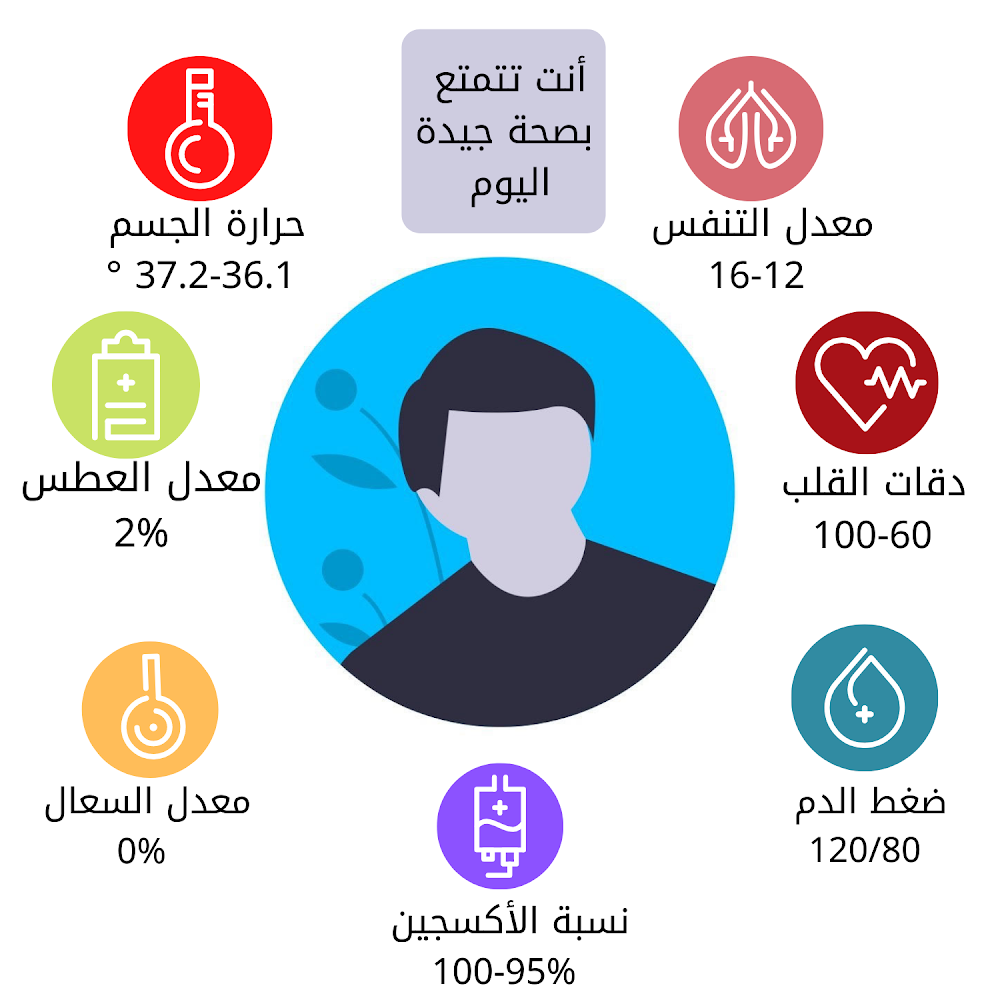 أنت تتمتع
بصحة جيدة
اليوم
معدل التنفس
16-12
حرارة الجسم
37.2-36.1 °
دقات القلب
100-60
معدل العطس
2%
ضغط الدم
120/80
معدل السعال
0%
نسبة الأكسجين
100-95%